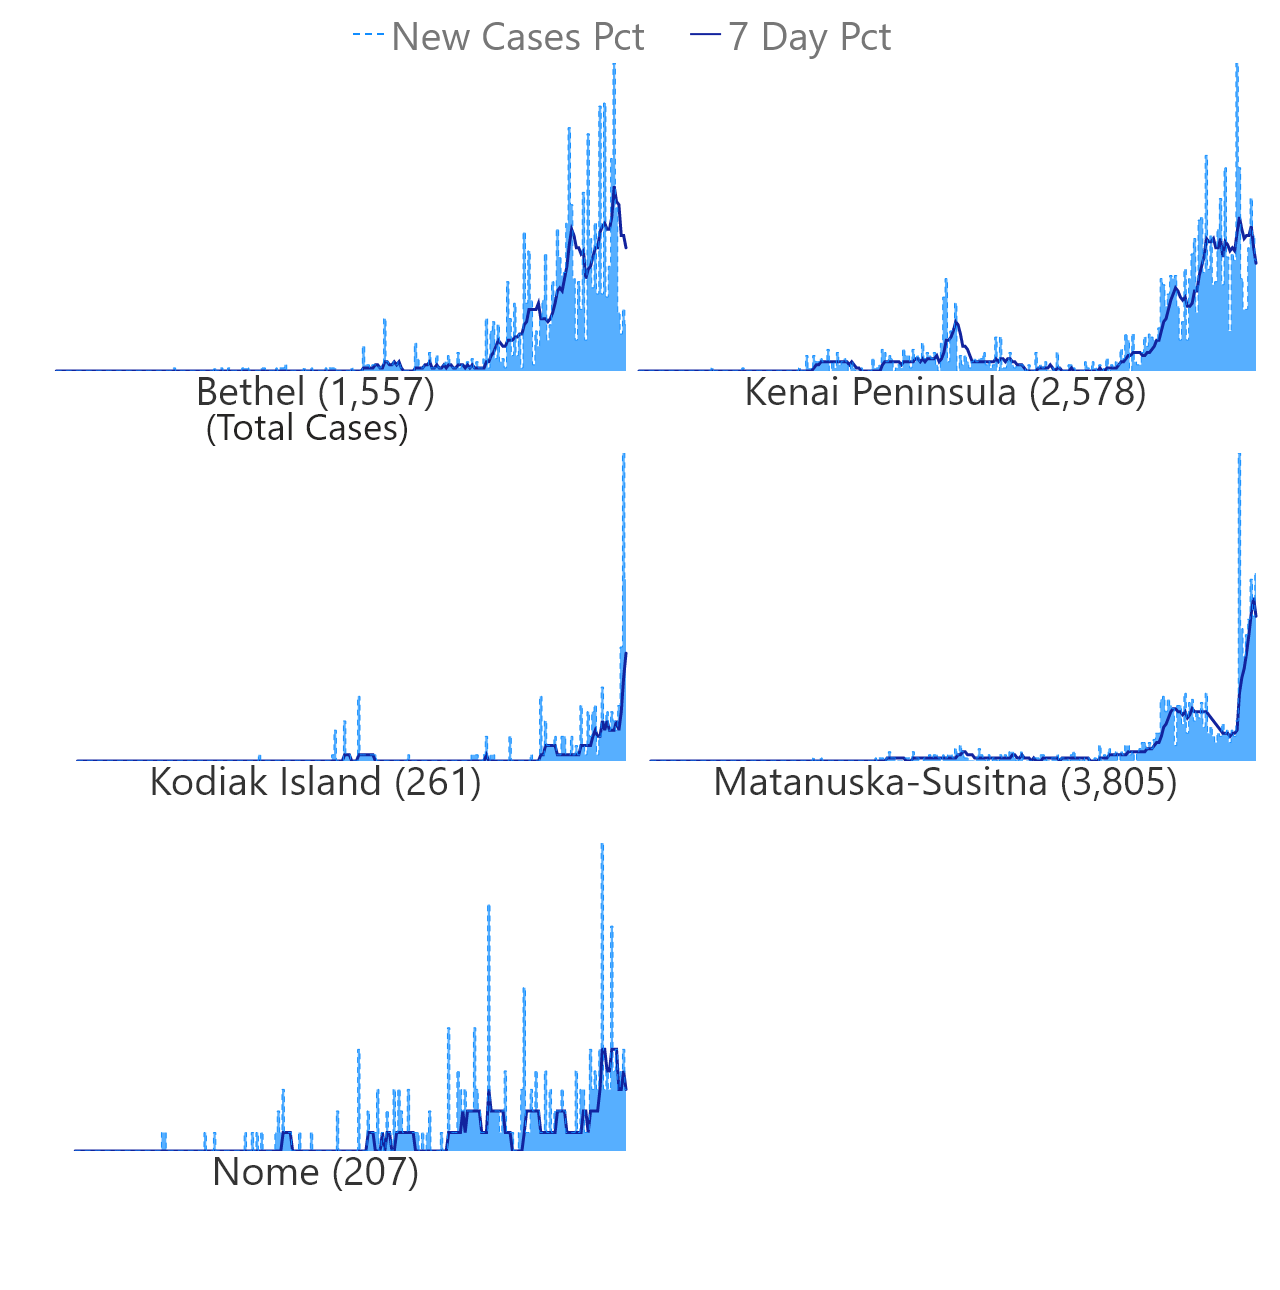 New Cases Pct 7 Day Pct
Bethel (1,557)
(Total Cases)
Kenai Peninsula (2,578)
Kodiak Island (261)
Matanuska-Susitna (3,805)
Nome (207)